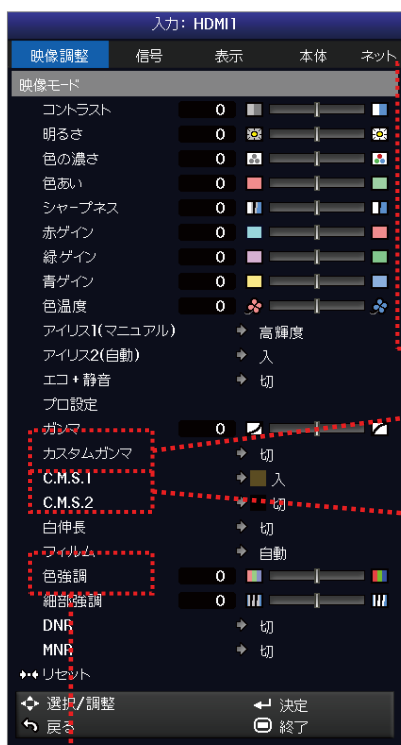 入力: HDMI1
映像調整 信号 表示 本体 ネット
映像モード
コントラスト 0
明るさ 0
色の濃さ 0
色あい 0
シャープネス 0
赤ゲイン 0
緑ゲイン 0
青ゲイン 0
色温度 0
アイリス1(マニュアル) 高輝度
アイリス2(自動) 入
エコ+静音 切
プロ設定
ガンマ 0
カスタムガンマ 切
C.M.S.1 入
C.M.S.2 切
白伸長 切
フィルム 自動
色強調 0
細部強調 0
DNR 切
MNR 切
リセット
選択/調整 決定
戻る 終了